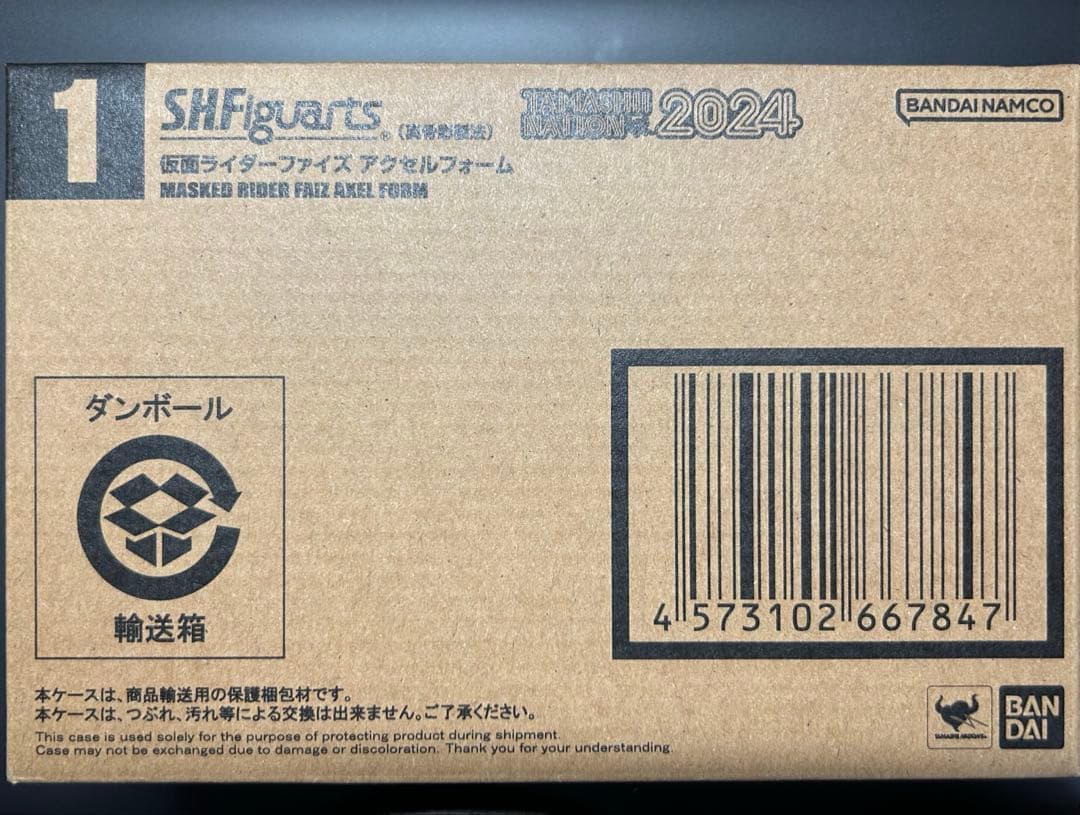 1
S.H.Figuarts®(真骨彫製法)
TAMASHII NATION 2024
BANDAI NAMCO
仮面ライダーファイズ アクセルフォーム
MASKED RIDER FAIZ AXEL FORM
ダンボール
輸送箱
4 573102 667847
本ケースは、商品輸送用の保護梱包材です。
本ケースは、つぶれ、汚れ等による交換は出来ません。ご了承ください。
This case is used solely for the purpose of protecting product during shipment.
Case may not be exchanged due to damage or discoloration. Thank you for your understanding.
TAMASHII NATIONS
BAN
DAI